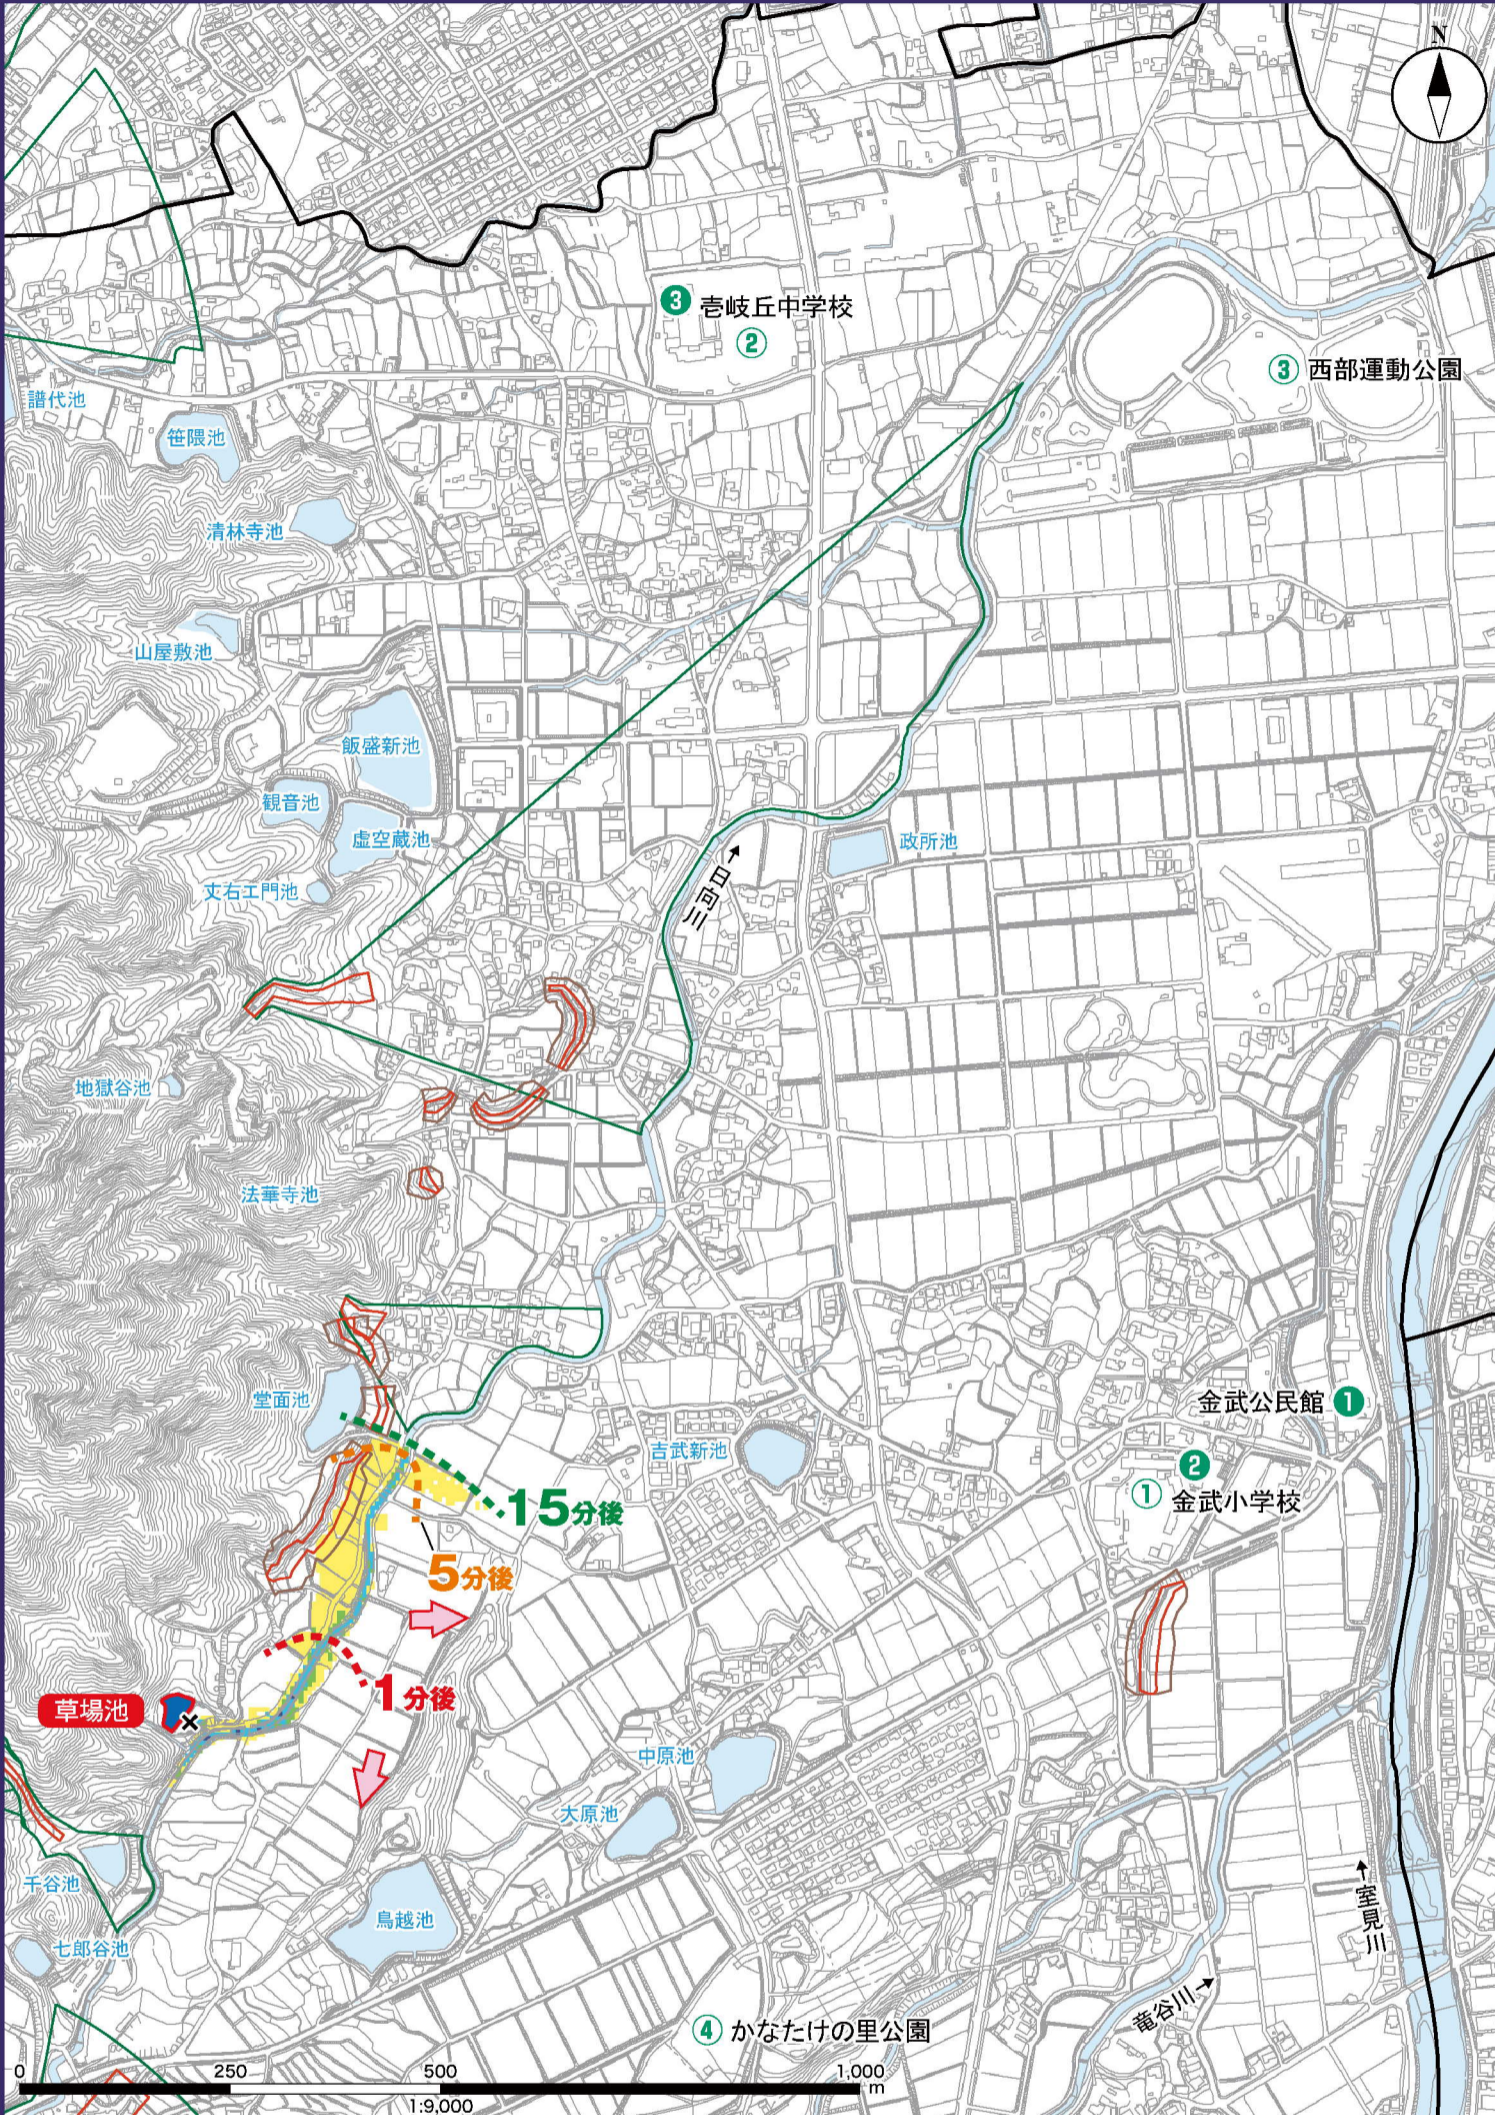 N
3 壱岐丘中学校
2
3 西部運動公園
譜代池
笹隈池
清林寺池
山屋敷池
飯盛新池
観音池
虚空蔵池
丈右エ門池
政所池
→日向川
地獄谷池
法華寺池
堂面池
金武公民館 1
吉武新池
2
1 金武小学校
15分後
5分後
1分後
草場池
中原池
大原池
千谷池
鳥越池
七郎谷池
→室見川
竜谷川→
4 かなたけの里公園
0 250 500 1,000
m
1:9,000